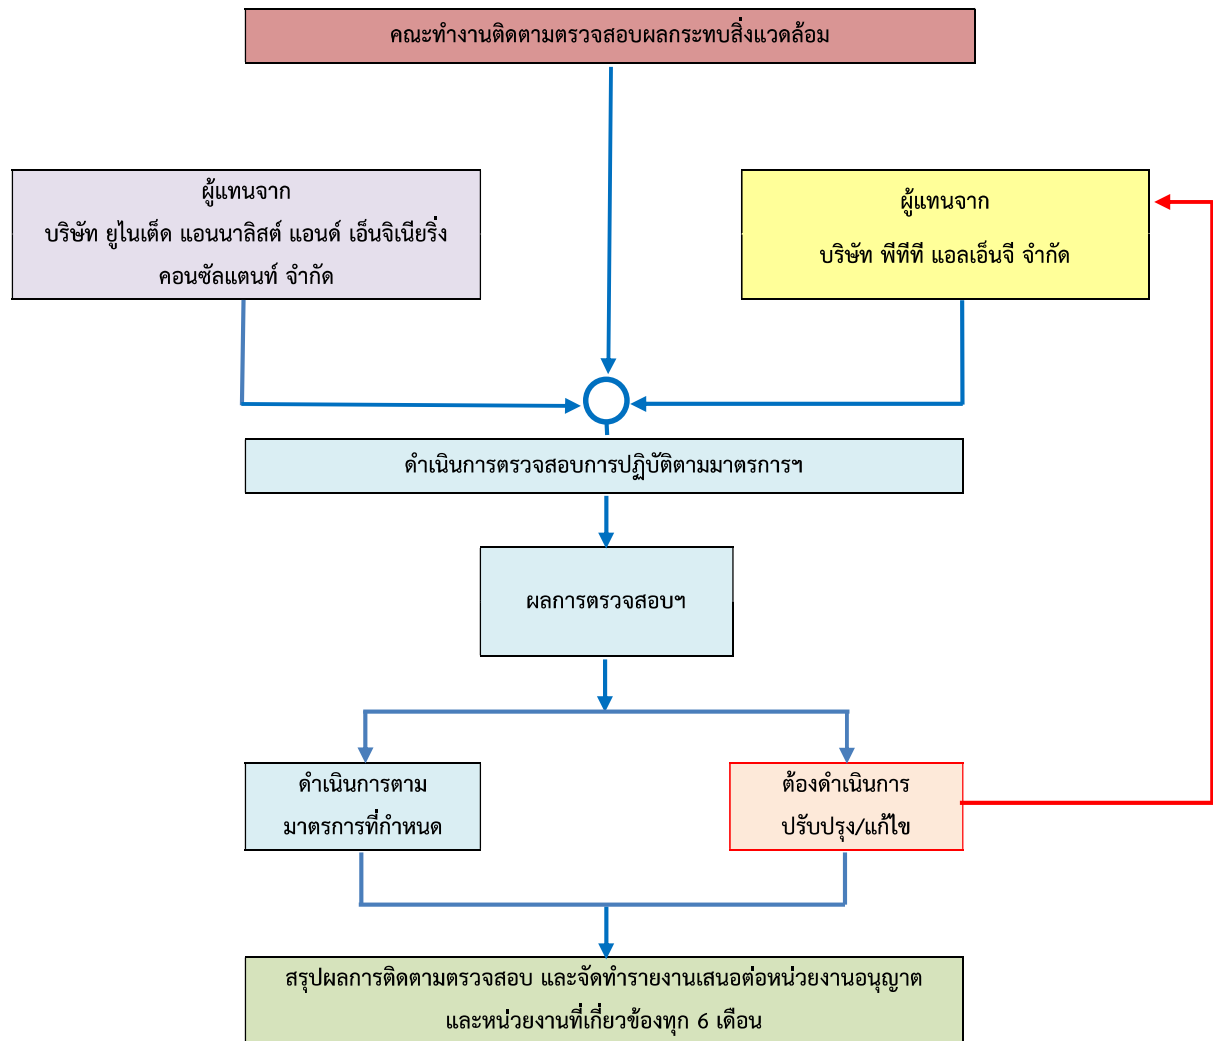 คณะทำงานติดตามตรวจสอบผลกระทบสิ่งแวดล้อม
ผู้แทนจาก
บริษัท ยูไนเต็ด แอนนาลิสต์ แอนด์ เอ็นจิเนียริ่ง
คอนซัลแตนท์ จำกัด
ผู้แทนจาก
บริษัท พีทีที แอลเอ็นจี จำกัด
ดำเนินการตรวจสอบการปฏิบัติตามมาตรการฯ
ผลการตรวจสอบฯ
ดำเนินการตาม
มาตรการที่กำหนด
ต้องดำเนินการ
ปรับปรุง/แก้ไข
สรุปผลการติดตามตรวจสอบ และจัดทำรายงานเสนอต่อหน่วยงานอนุญาต
และหน่วยงานที่เกี่ยวข้องทุก 6 เดือน